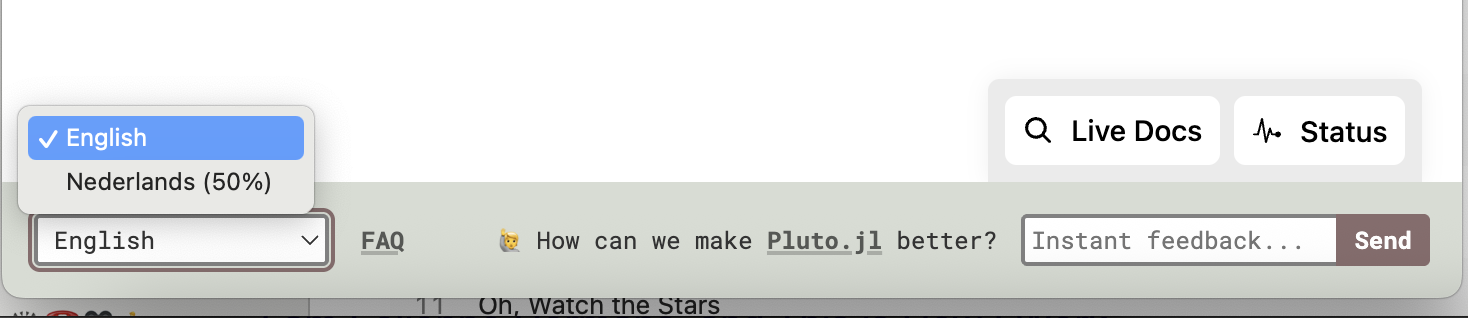 English
Nederlands (50%)
Live Docs
Status
English
FAQ
How can we make Pluto.jl better?
Instant feedback...
Send
11 Oh, Watch the Stars